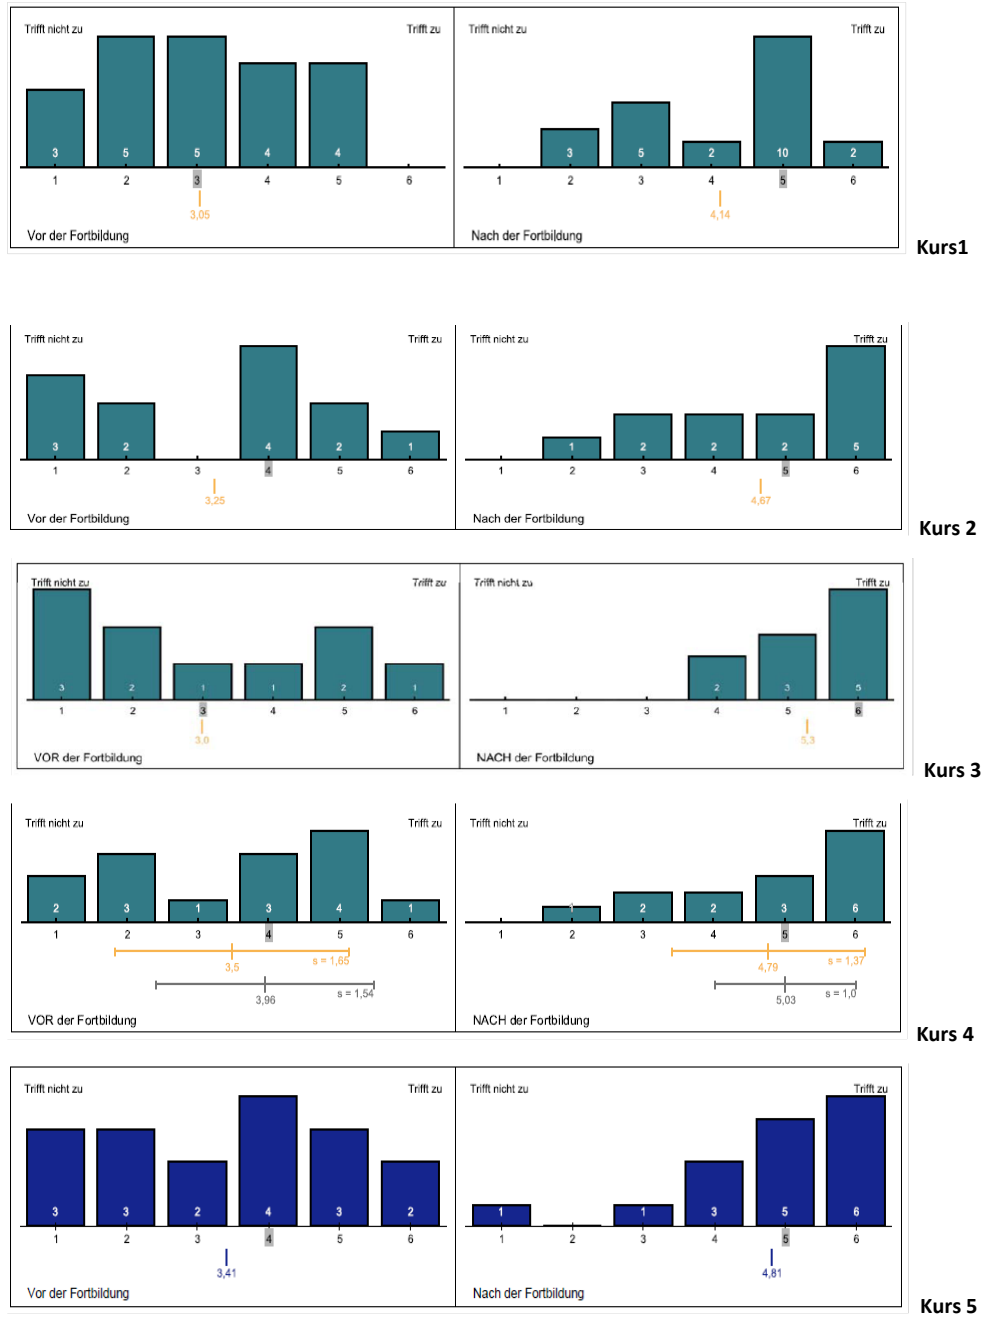 Trifft nicht zu Trifft zu Trifft nicht zu Trifft zu
3 5 5 4 4 3 5 2 10 2
1 2 3 4 5 6 1 2 3 4 5 6
3,05 4,14
Vor der Fortbildung Nach der Fortbildung
Kurs1
Trifft nicht zu Trifft zu Trifft nicht zu Trifft zu
3 2 4 2 1 1 2 2 2 5
1 2 3 4 5 6 1 2 3 4 5 6
3,25 4,67
Vor der Fortbildung Nach der Fortbildung
Kurs 2
Trifft nicht zu Trifft zu Trifft nicht zu Trifft zu
3 2 1 1 2 1 2 3 5
1 2 3 4 5 6 1 2 3 4 5 6
3,0 5,3
VOR der Fortbildung NACH der Fortbildung
Kurs 3
Trifft nicht zu Trifft zu Trifft nicht zu Trifft zu
2 3 1 3 4 1 1 2 2 3 6
1 2 3 4 5 6 1 2 3 4 5 6
3,5 s = 1,65 4,79 s = 1,37
3,96 s = 1,54 5,03 s = 1,0
VOR der Fortbildung NACH der Fortbildung
Kurs 4
Trifft nicht zu Trifft zu Trifft nicht zu Trifft zu
3 3 2 4 3 2 1 1 3 5 6
1 2 3 4 5 6 1 2 3 4 5 6
3,41 4,81
Vor der Fortbildung Nach der Fortbildung
Kurs 5